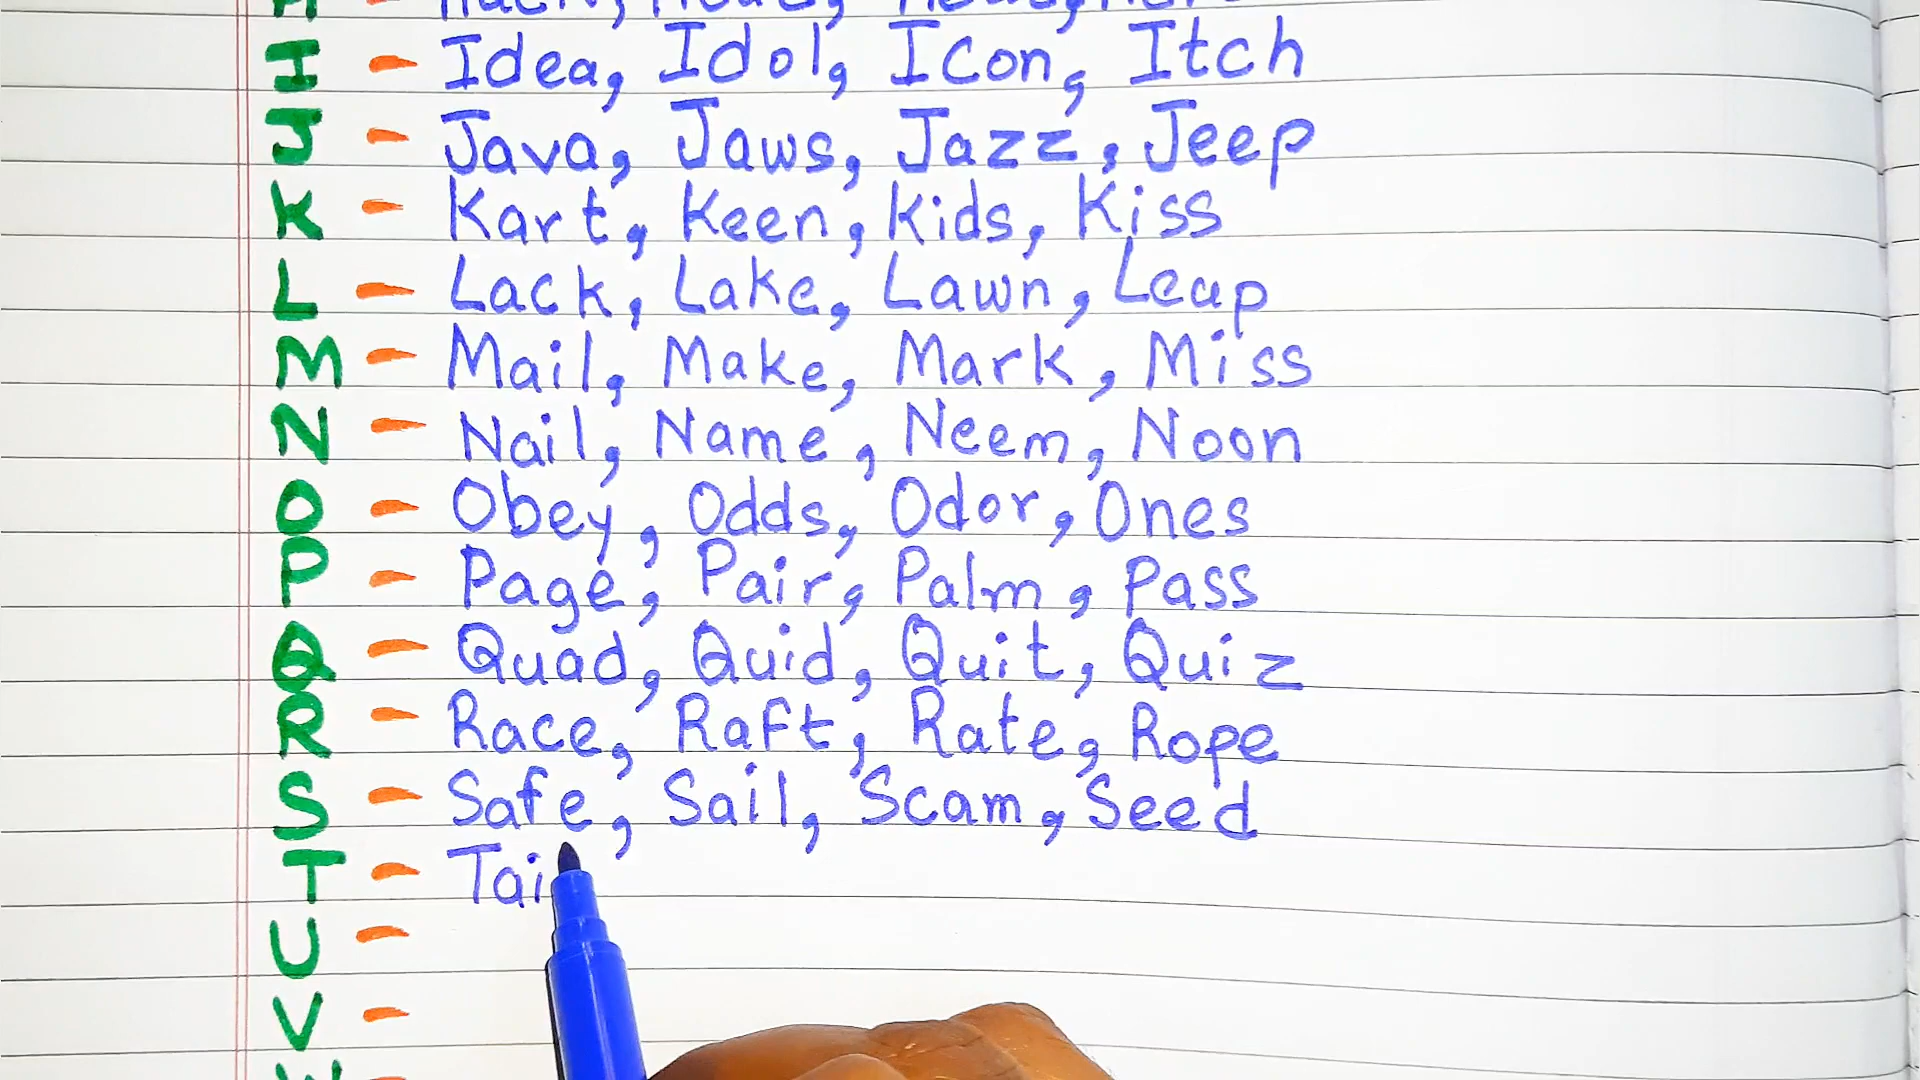 I - Idea, Idol, Icon, Itch
J - Java, Jaws, Jazz, Jeep
K - Kart, Keen, Kids, Kiss
L - Lack, Lake, Lawn, Leap
M - Mail, Make, Mark, Miss
N - Nail, Name, Neem, Noon
O - Obey, Odds, Odor, Ones
P - Page, Pair, Palm, Pass
Q - Quad, Quid, Quit, Quiz
R - Race, Raft, Rate, Rope
S - Safe, Sail, Scam, Seed
T - Tai
U -
V -